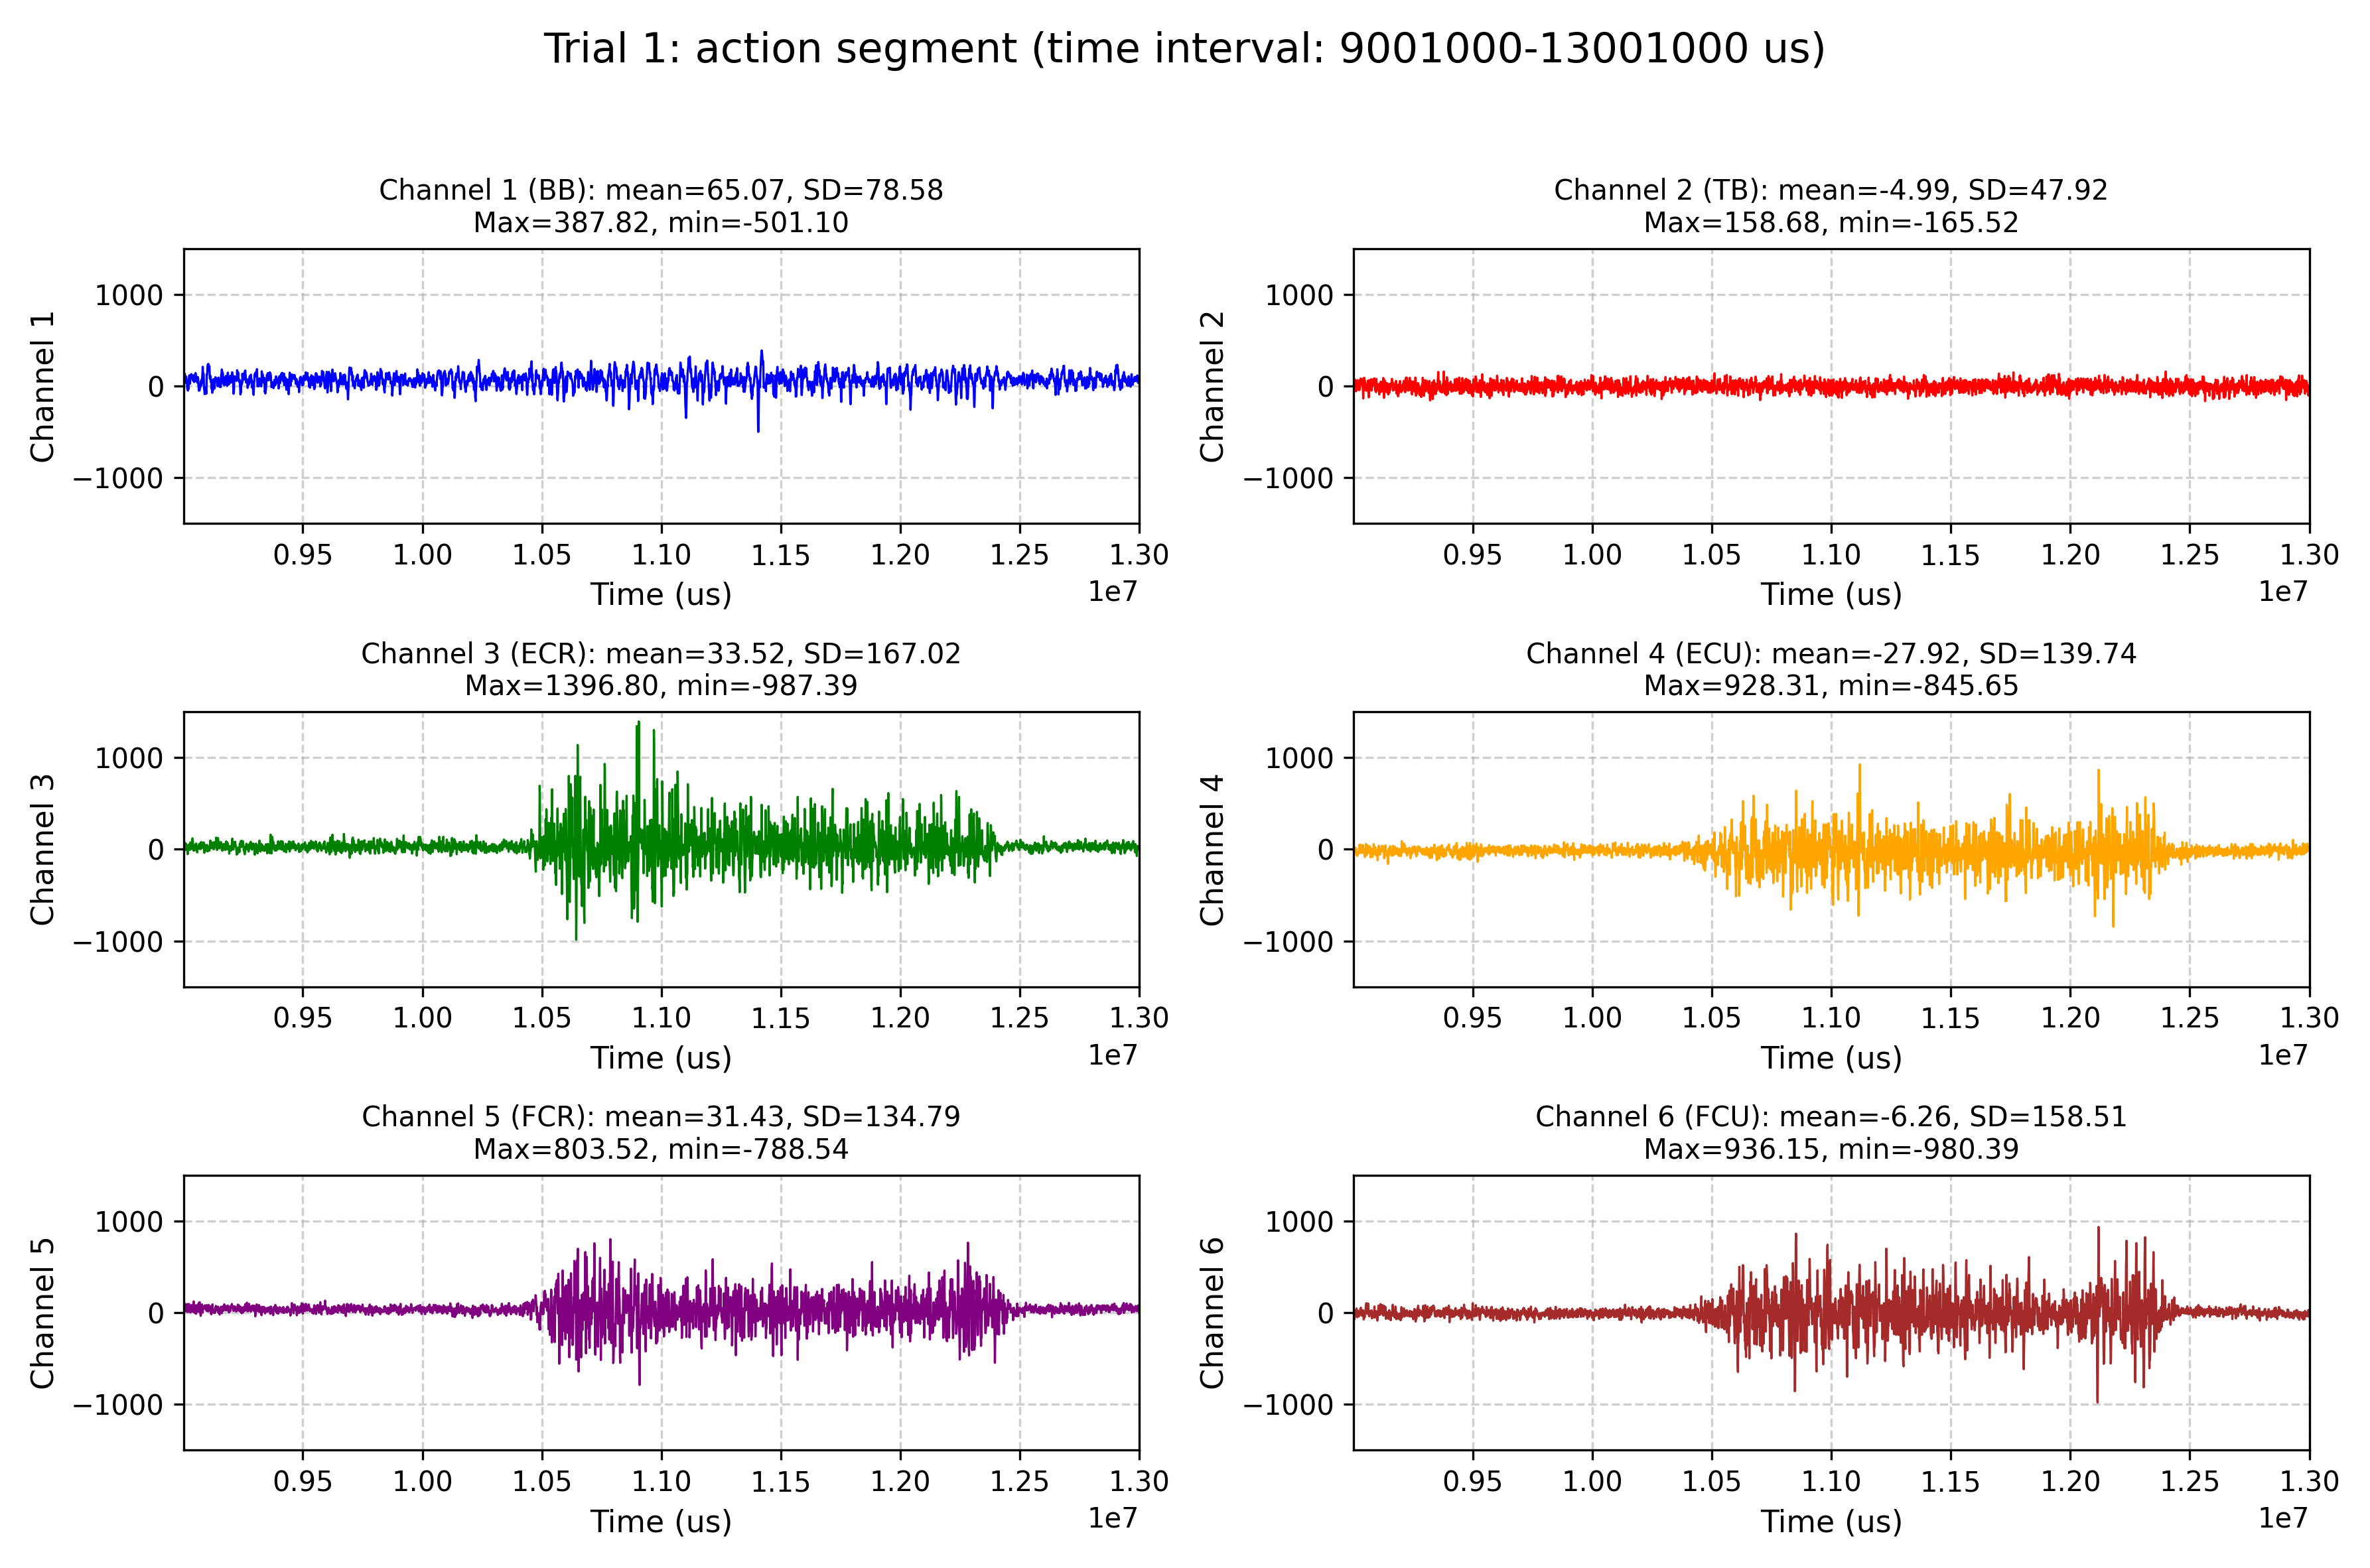 Trial 1: action segment (time interval: 9001000-13001000 us)
Channel 1 (BB): mean=65.07, SD=78.58
Max=387.82, min=-501.10
Channel 1
1000
0
−1000
0.95 1.00 1.05 1.10 1.15 1.20 1.25 1.30
Time (us)
1e7
Channel 2 (TB): mean=-4.99, SD=47.92
Max=158.68, min=-165.52
Channel 2
1000
0
−1000
0.95 1.00 1.05 1.10 1.15 1.20 1.25 1.30
Time (us)
1e7
Channel 3 (ECR): mean=33.52, SD=167.02
Max=1396.80, min=-987.39
Channel 3
1000
0
−1000
0.95 1.00 1.05 1.10 1.15 1.20 1.25 1.30
Time (us)
1e7
Channel 4 (ECU): mean=-27.92, SD=139.74
Max=928.31, min=-845.65
Channel 4
1000
0
−1000
0.95 1.00 1.05 1.10 1.15 1.20 1.25 1.30
Time (us)
1e7
Channel 5 (FCR): mean=31.43, SD=134.79
Max=803.52, min=-788.54
Channel 5
1000
0
−1000
0.95 1.00 1.05 1.10 1.15 1.20 1.25 1.30
Time (us)
1e7
Channel 6 (FCU): mean=-6.26, SD=158.51
Max=936.15, min=-980.39
Channel 6
1000
0
−1000
0.95 1.00 1.05 1.10 1.15 1.20 1.25 1.30
Time (us)
1e7